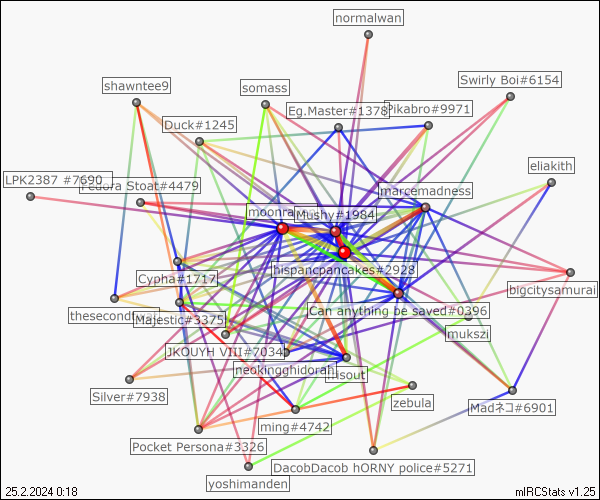 normalwan
shawntee9
somass
Swirly Boi#6154
Eg.Master#1378
Pikabro#9971
Duck#1245
eliakith
LPK2387 #7690
Fedora Stoat#4479
marcemadness
Mushy#1984
hispancpancakes#2928
Cypha#1717
bigcitysamurai
Can anything be saved#0396
Majestic#3375
mukszi
JKOUYH VIII#7034
neokingghidorah
Silver#7938
zebula
Madネコ#6901
ming#4742
Pocket Persona#3326
DacobDacob hORNY police#5271
yoshimanden
25.2.2024 0:18
mIRCStats v1.25